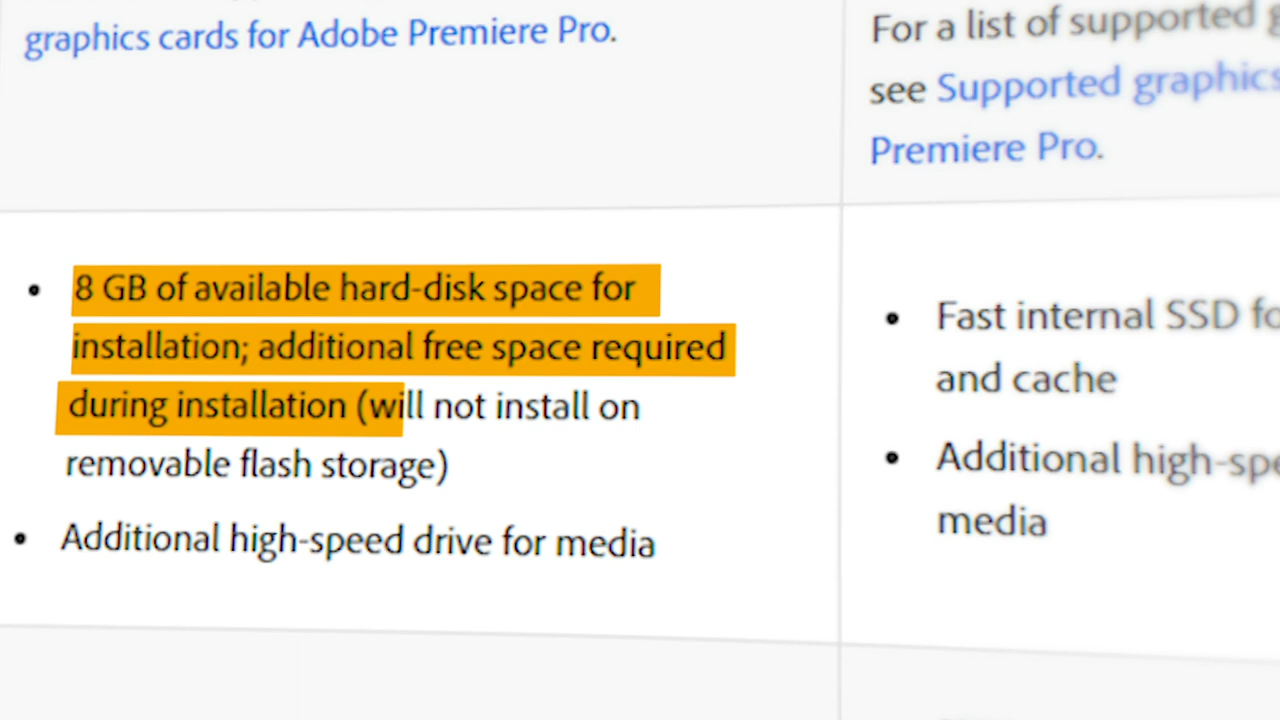 graphics cards for Adobe Premiere Pro.
8 GB of available hard-disk space for
installation; additional free space required
during installation (will not install on
removable flash storage)
Additional high-speed drive for media
For a list of supported
see Supported graphics
Premiere Pro.
Fast internal SSD
and cache
Additional
media